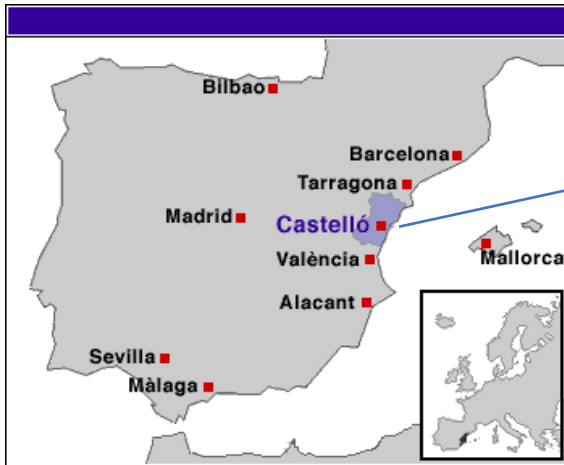 Bilbao
Barcelona
Tarragona
Madrid
Castelló
València
Mallorca
Alacant
Sevilla
Màlaga